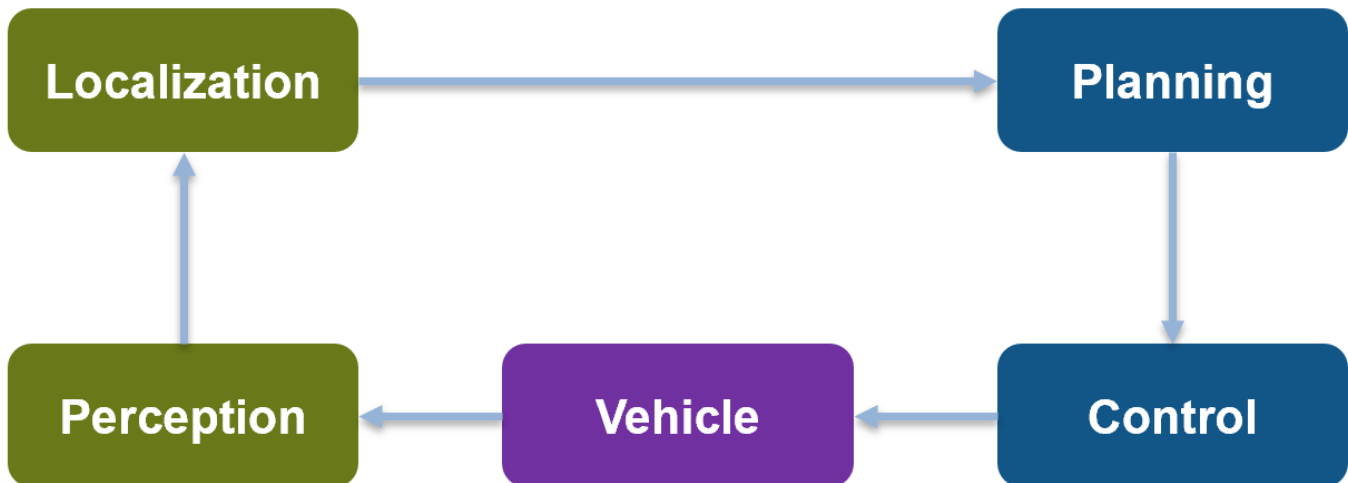 Localization
Planning
Perception
Vehicle
Control